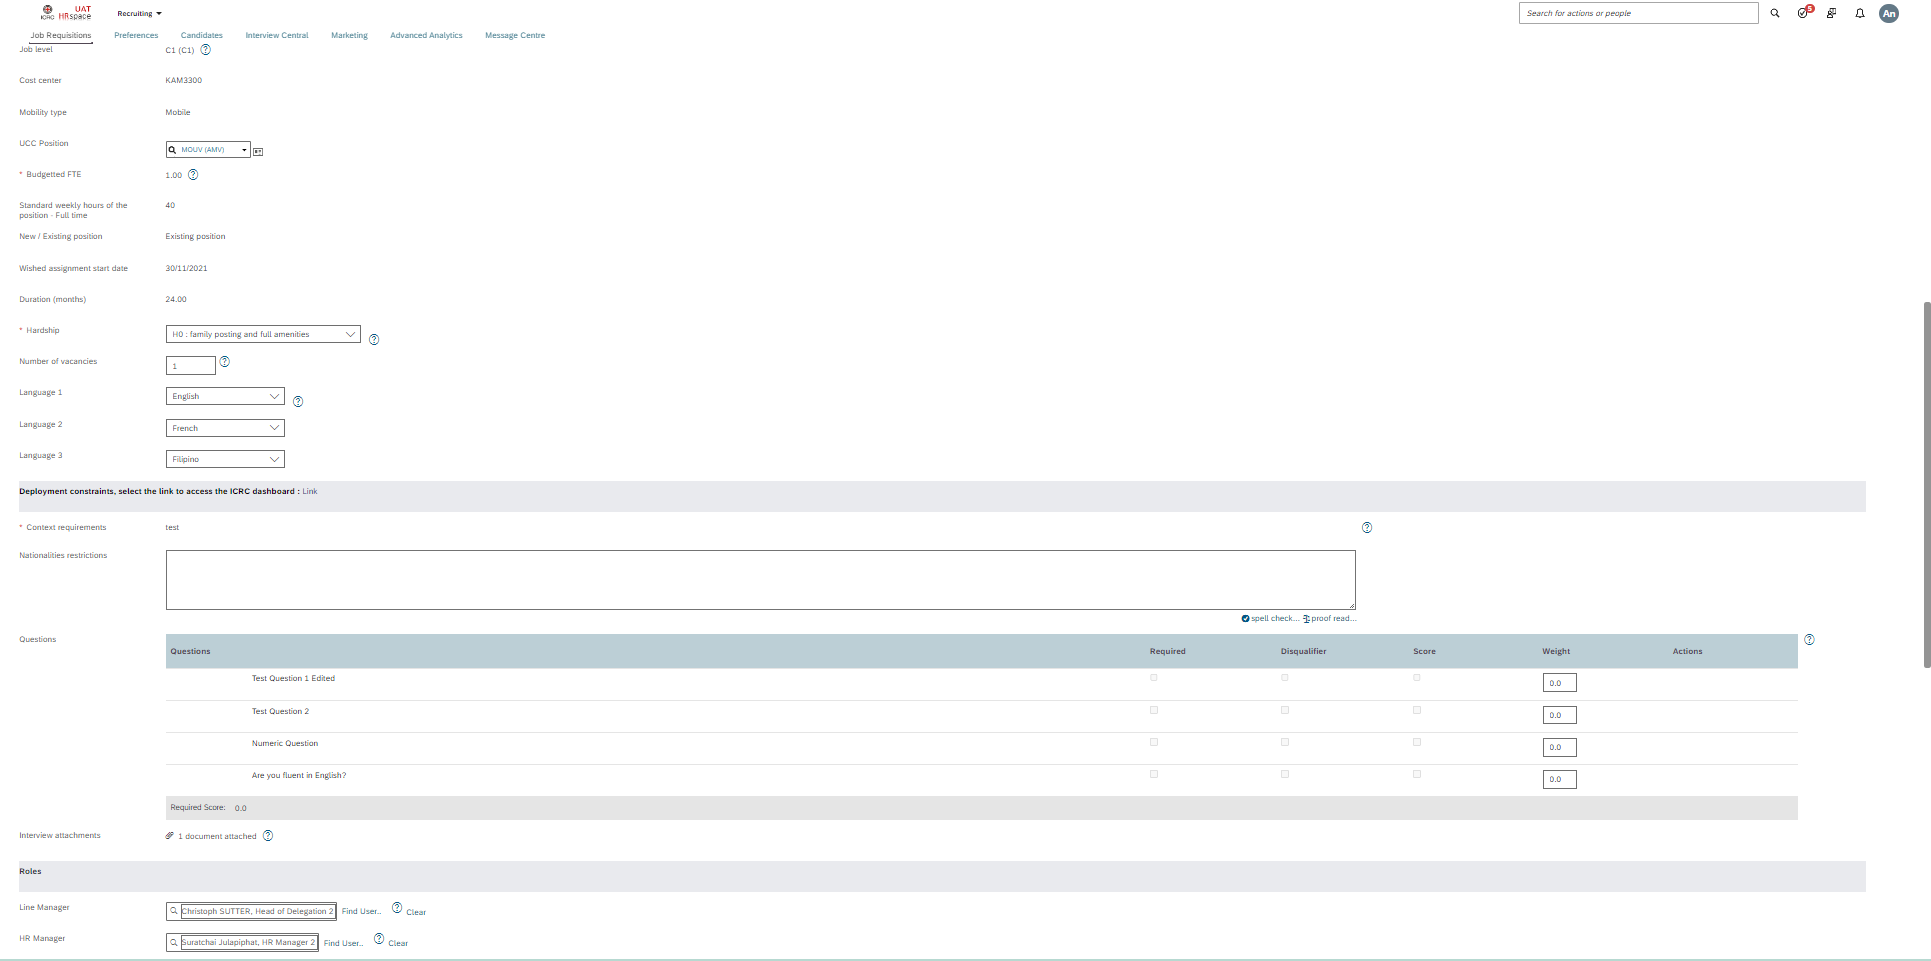 ICRC UAT HRspace Recruiting Search for actions or people 5 An
Job Requisitions Preferences Candidates Interview Central Marketing Advanced Analytics Message Centre
Job level C1 (C1) ?
Cost center KAM3300
Mobility type Mobile
UCC Position MOUV (AMV)
* Budgetted FTE 1.00 ?
Standard weekly hours of the position - Full time 40
New / Existing position Existing position
Wished assignment start date 30/11/2021
Duration (months) 24.00
* Hardship H0 : family posting and full amenities ?
Number of vacancies 1 ?
Language 1 English ?
Language 2 French
Language 3 Filipino
Deployment constraints, select the link to access the ICRC dashboard : Link
* Context requirements test ?
Nationalities restrictions
spell check... proof read...
Questions ?
Questions Required Disqualifier Score Weight Actions
Test Question 1 Edited 0.0
Test Question 2 0.0
Numeric Question 0.0
Are you fluent in English? 0.0
Required Score: 0.0
Interview attachments 1 document attached ?
Roles
Line Manager Christoph SUTTER, Head of Delegation 2 Find User.. ? Clear
HR Manager Suratchai Julapiphat, HR Manager 2 Find User.. ? Clear